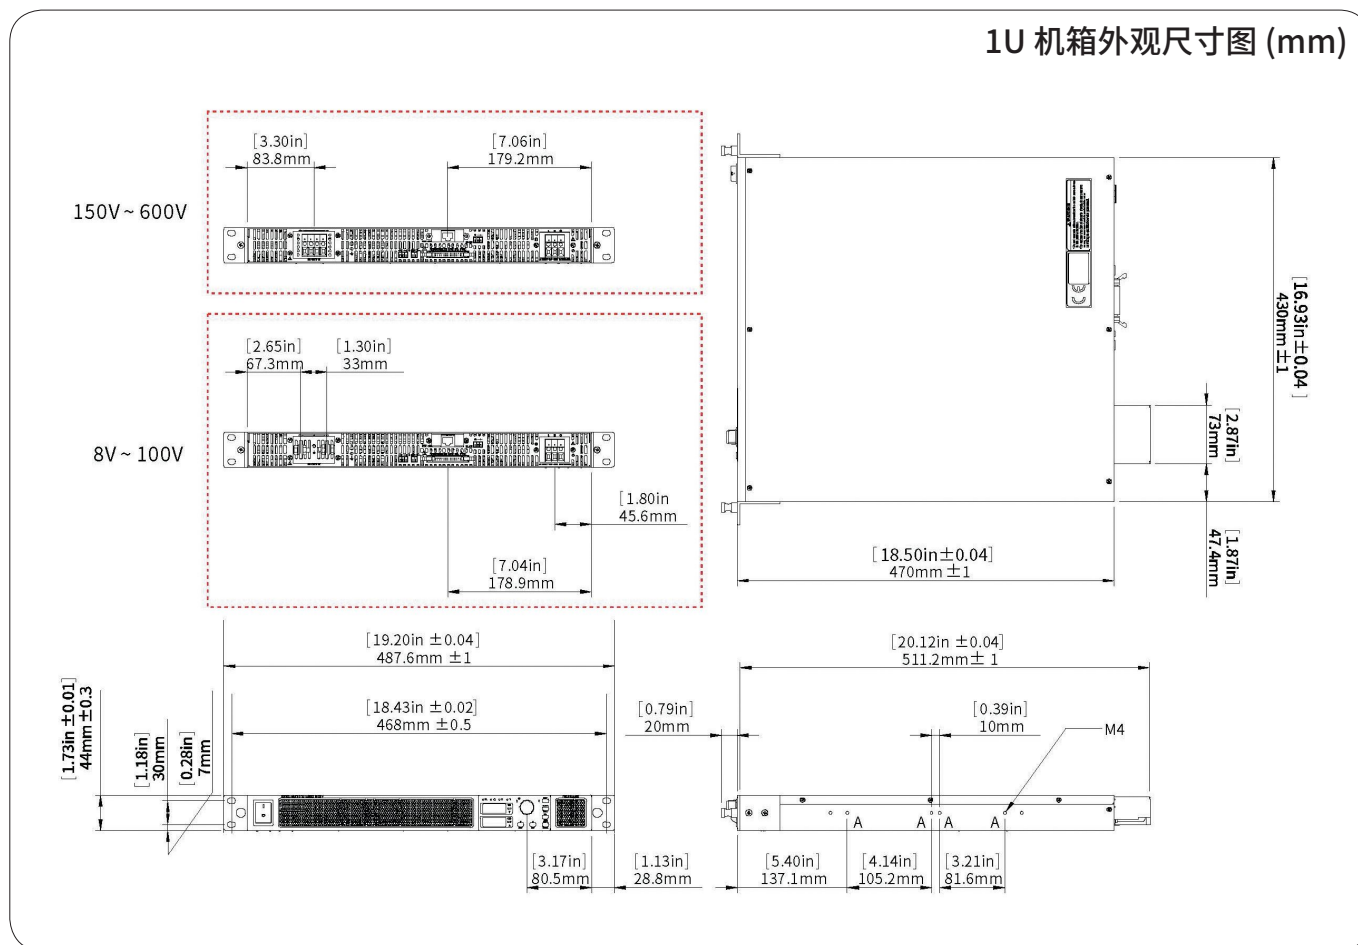 1U 机箱外观尺寸图 (mm)
[3.30in]
83.8mm
[7.06in]
179.2mm
150V ~ 600V
[2.65in]
67.3mm
[1.30in]
33mm
8V ~ 100V
[1.80in
45.6mm
[7.04in]
178.9mm
[16.93in±0.04]
430mm±1
[2.87in]
73mm
[1.87in]
47.4mm
[18.50in±0.04]
470mm±1
[19.20in ±0.04]
487.6mm ±1
[18.43in ±0.02]
468mm ±0.5
[1.73in ±0.01]
44mm±0.3
[1.18in]
30mm
[0.28in]
7mm
[3.17in]
80.5mm
[1.13in]
28.8mm
[20.12in ±0.04]
511.2mm± 1
[0.79in]
20mm
[0.39in]
10mm
M4
A
A
A
A
[5.40in]
137.1mm
[4.14in]
105.2mm
[3.21in]
81.6mm